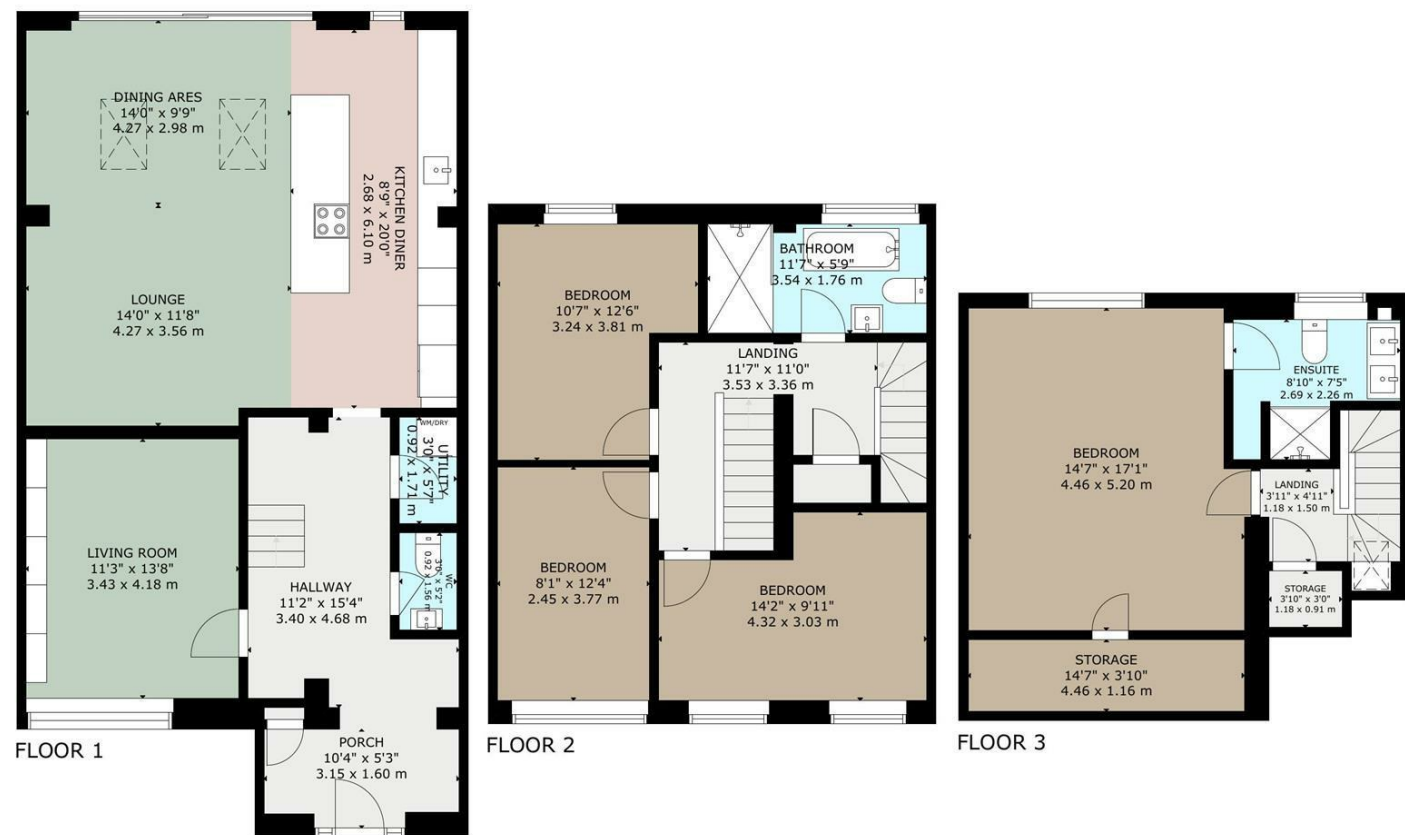 DINING ARES
14'0" x 9'9"
4.27 x 2.98 m
KITCHEN DINER
8'9" x 20'0"
2.68 x 6.10 m
LOUNGE
14'0" x 11'8"
4.27 x 3.56 m
WM/DRY
UTILITY
3'0" x 5'7"
0.92 x 1.71 m
WC
3'0" x 5'2"
0.92 x 1.56 m
LIVING ROOM
11'3" x 13'8"
3.43 x 4.18 m
HALLWAY
11'2" x 15'4"
3.40 x 4.68 m
PORCH
10'4" x 5'3"
3.15 x 1.60 m
FLOOR 1
BATHROOM
11'7" x 5'9"
3.54 x 1.76 m
BEDROOM
10'7" x 12'6"
3.24 x 3.81 m
LANDING
11'7" x 11'0"
3.53 x 3.36 m
BEDROOM
8'1" x 12'4"
2.45 x 3.77 m
BEDROOM
14'2" x 9'11"
4.32 x 3.03 m
FLOOR 2
ENSUITE
8'10" x 7'5"
2.69 x 2.26 m
BEDROOM
14'7" x 17'1"
4.46 x 5.20 m
LANDING
3'11" x 4'11"
1.18 x 1.50 m
STORAGE
3'10" x 3'0"
1.18 x 0.91 m
STORAGE
14'7" x 3'10"
4.46 x 1.16 m
FLOOR 3